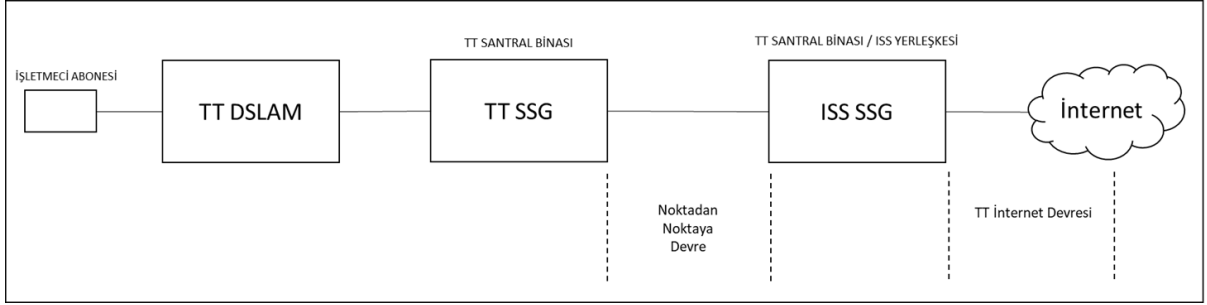 TT SANTRAL BİNASI
TT SANTRAL BİNASI / ISS YERLEŞKESİ
İŞLETMECİ ABONESİ
TT DSLAM
TT SSG
ISS SSG
İnternet
Noktadan
Noktaya
Devre
TT İnternet Devresi